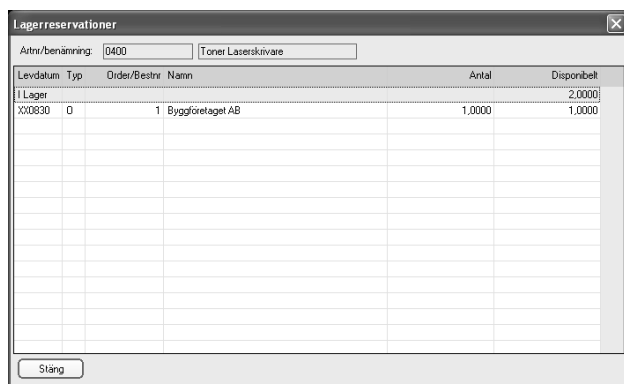 Lagerreservationer
Artnr/benämning: 0400 Toner Laserskrivare
Levdatum Typ Order/Bestnr Namn Antal Disponibelt
I Lager 2,0000
XX0830 O 1 Byggföretaget AB 1,0000 1,0000
Stäng